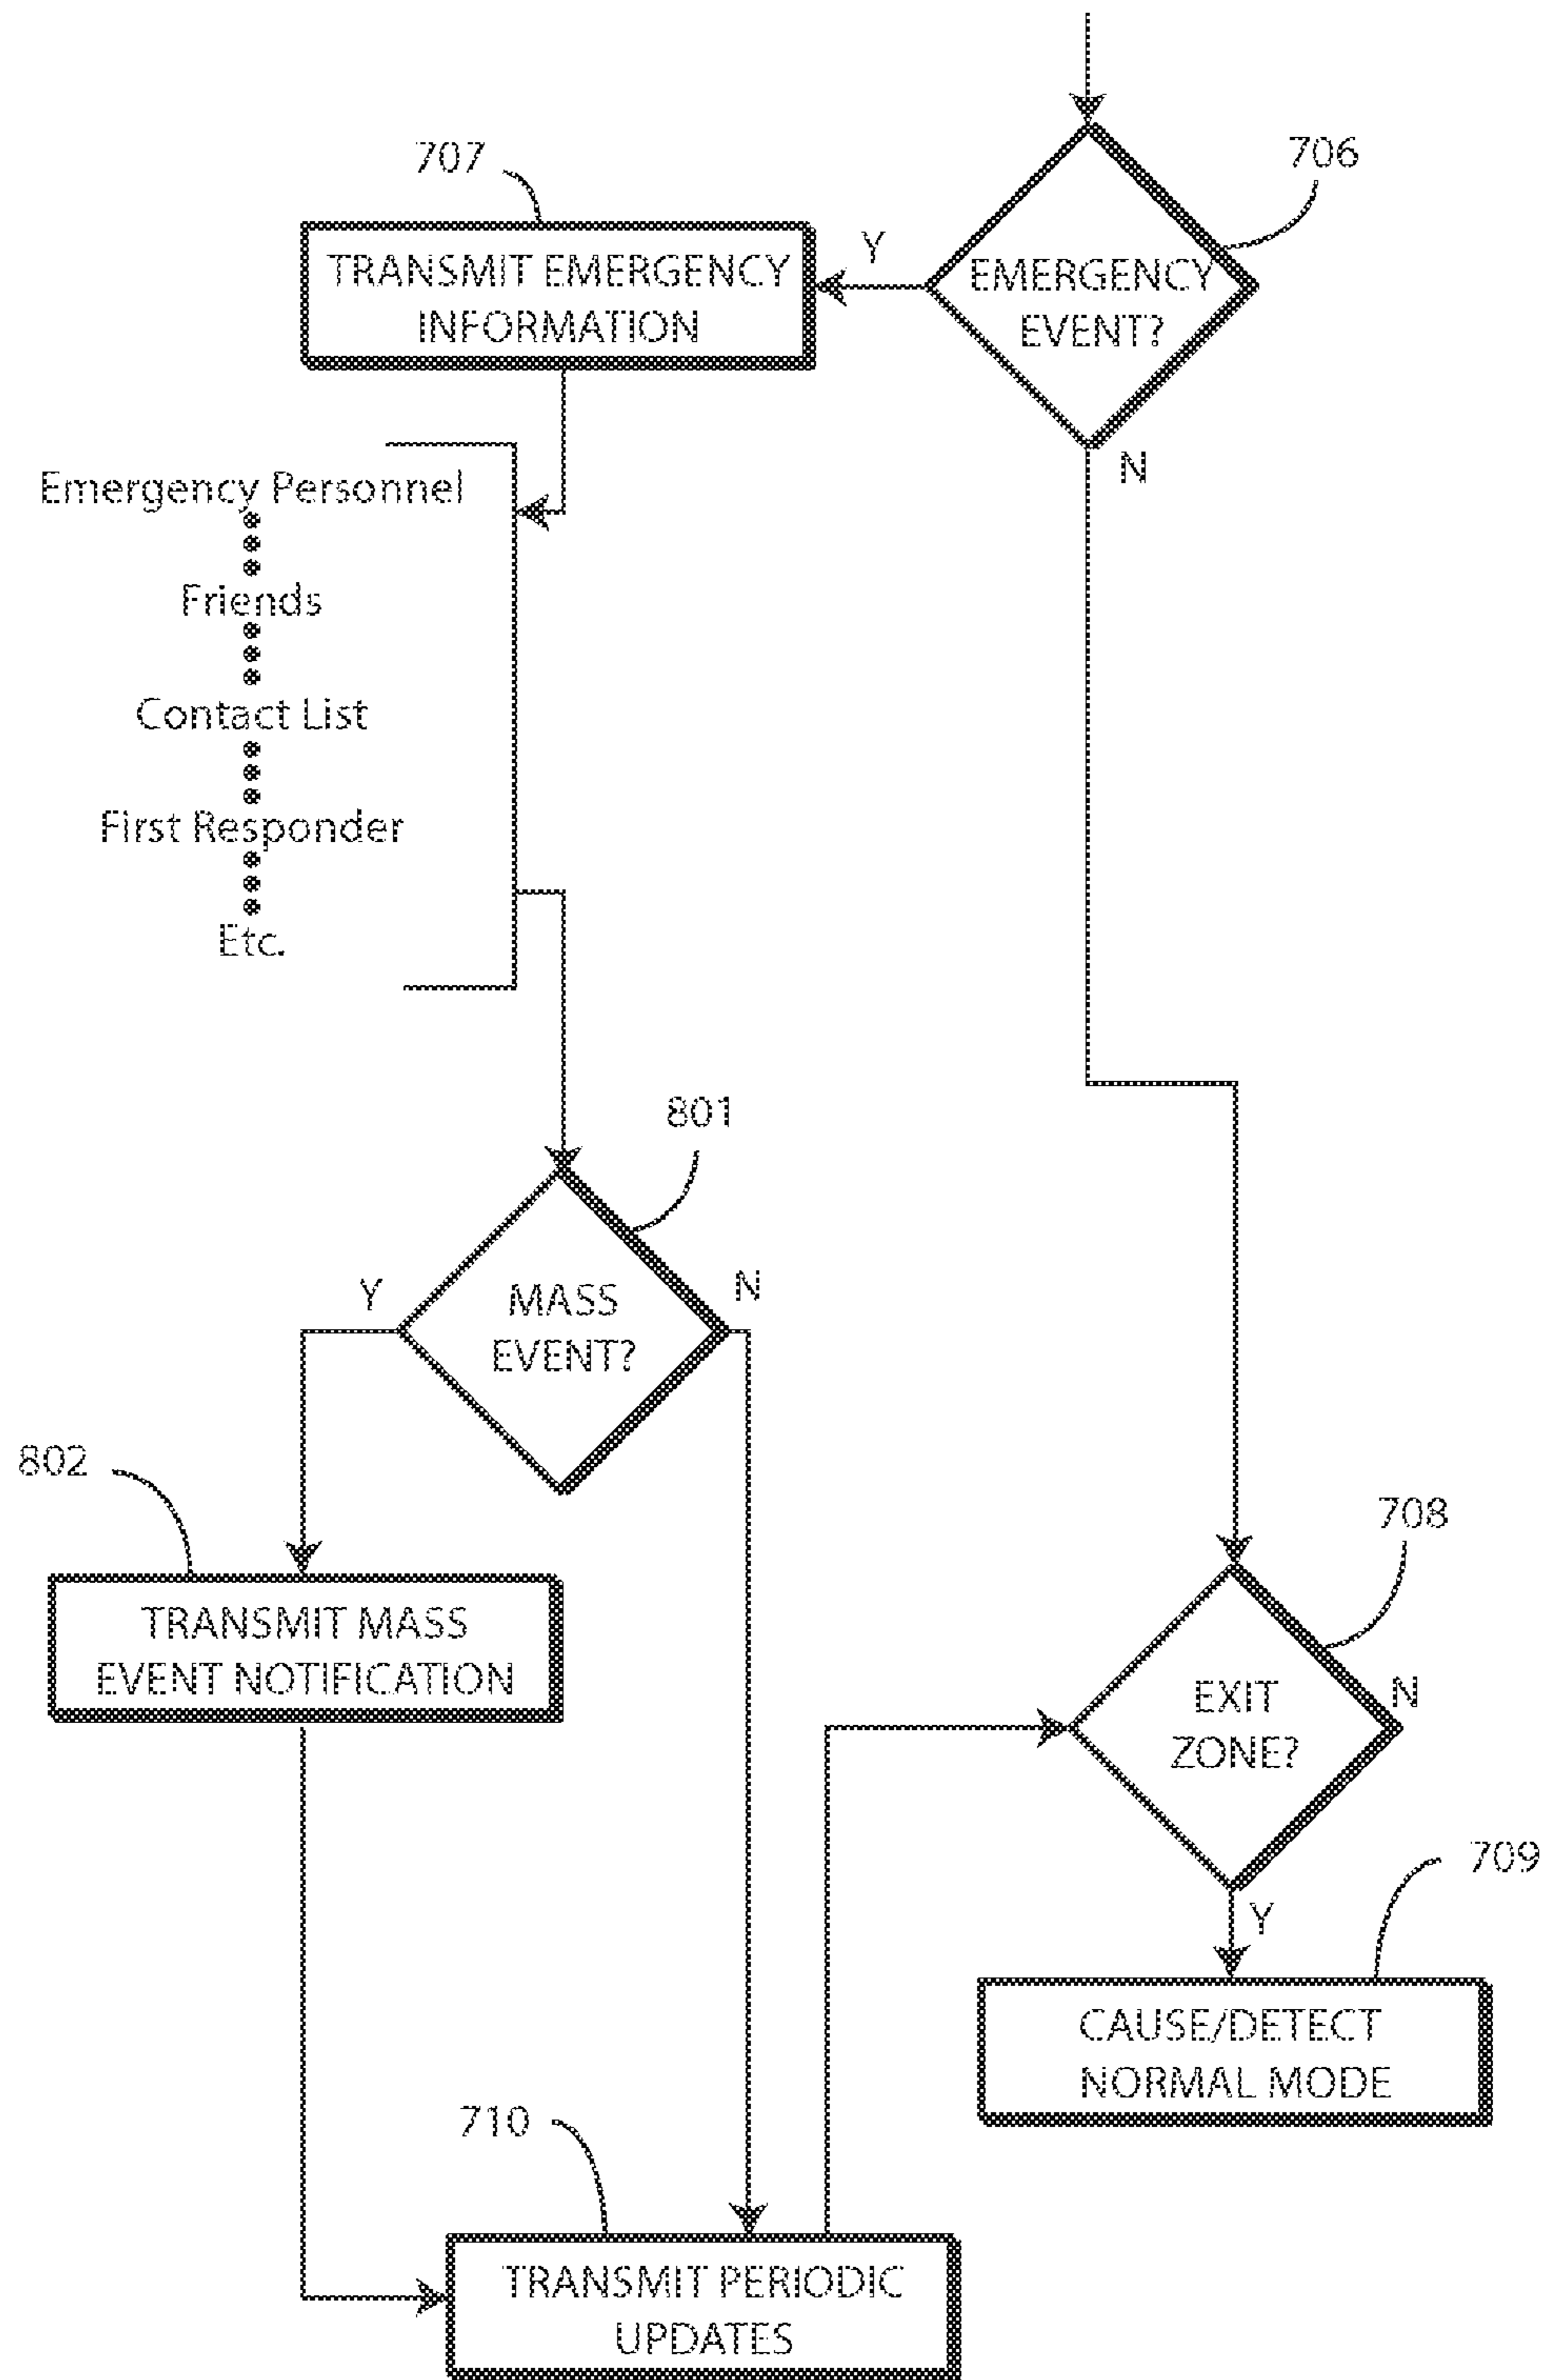 706
707
EMERGENCY
EVENT?
Y
N
TRANSMIT EMERGENCY
INFORMATION
Emergency Personnel
Friends
Contact List
First Responder
Etc.
801
MASS
EVENT?
Y
N
802
TRANSMIT MASS
EVENT NOTIFICATION
708
EXIT
ZONE?
N
Y
709
CAUSE/DETECT
NORMAL MODE
710
TRANSMIT PERIODIC
UPDATES